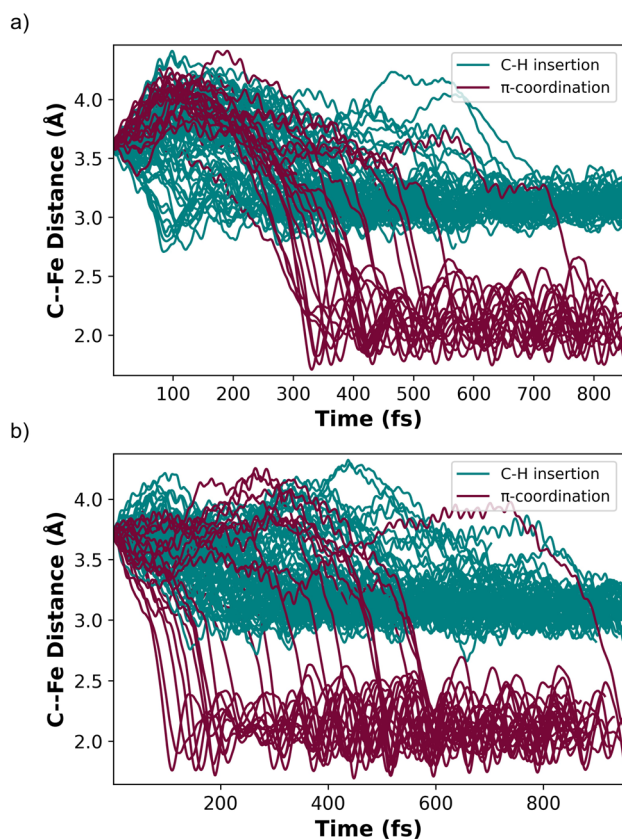 a)
C-H insertion
π-coordination
4.0
3.5
3.0
2.5
2.0
C--Fe Distance (Å)
100 200 300 400 500 600 700 800
Time (fs)
b)
C-H insertion
π-coordination
4.0
3.5
3.0
2.5
2.0
C--Fe Distance (Å)
200 400 600 800
Time (fs)